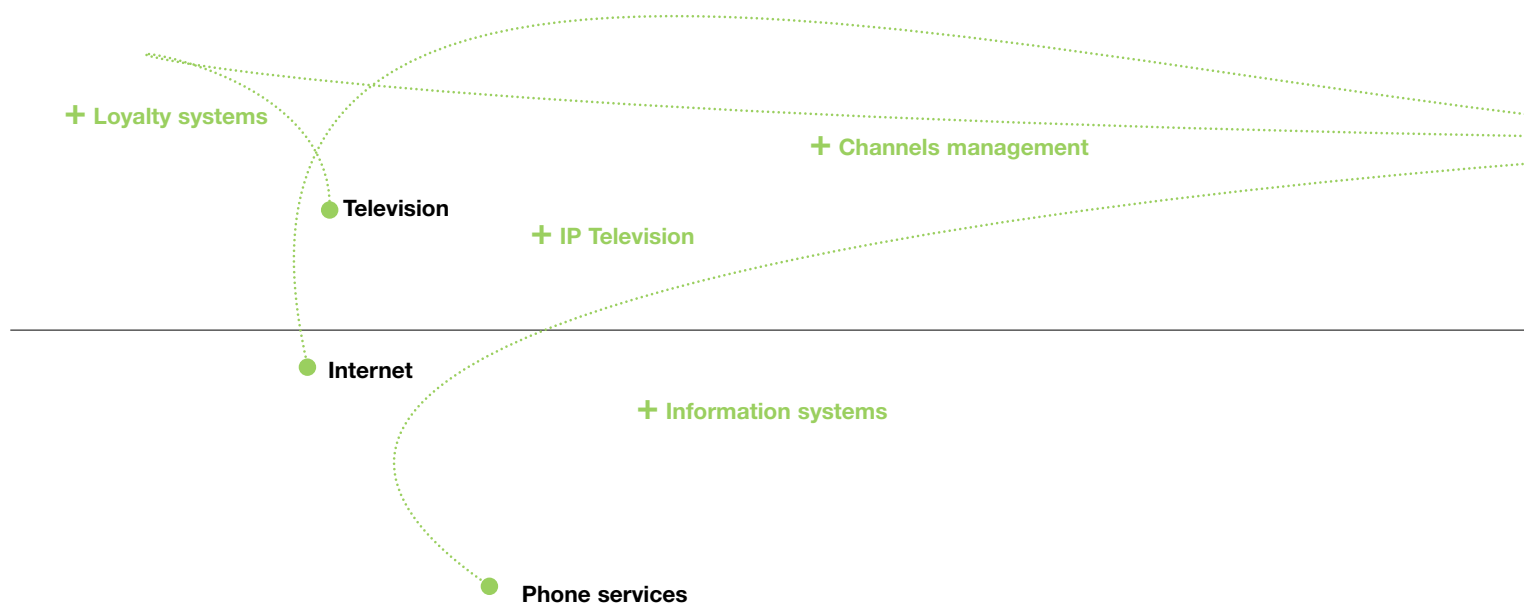 + Loyalty systems
+ Channels management
Television
+ IP Television
Internet
+ Information systems
Phone services